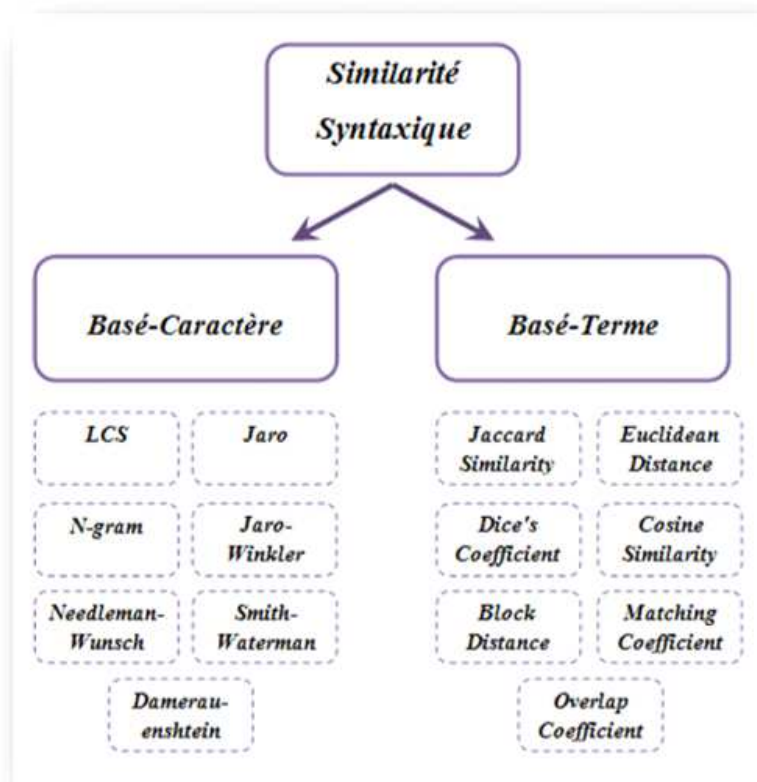 Similarité
Syntaxique
Basé-Caractère
Basé-Terme
LCS
Jaro
Jaccard
Similarity
Euclidean
Distance
N-gram
Jaro-
Winkler
Dice's
Coefficient
Cosine
Similarity
Needleman-
Wunsch
Smith-
Waterman
Block
Distance
Matching
Coefficient
Damerau-
enshtein
Overlap
Coefficient